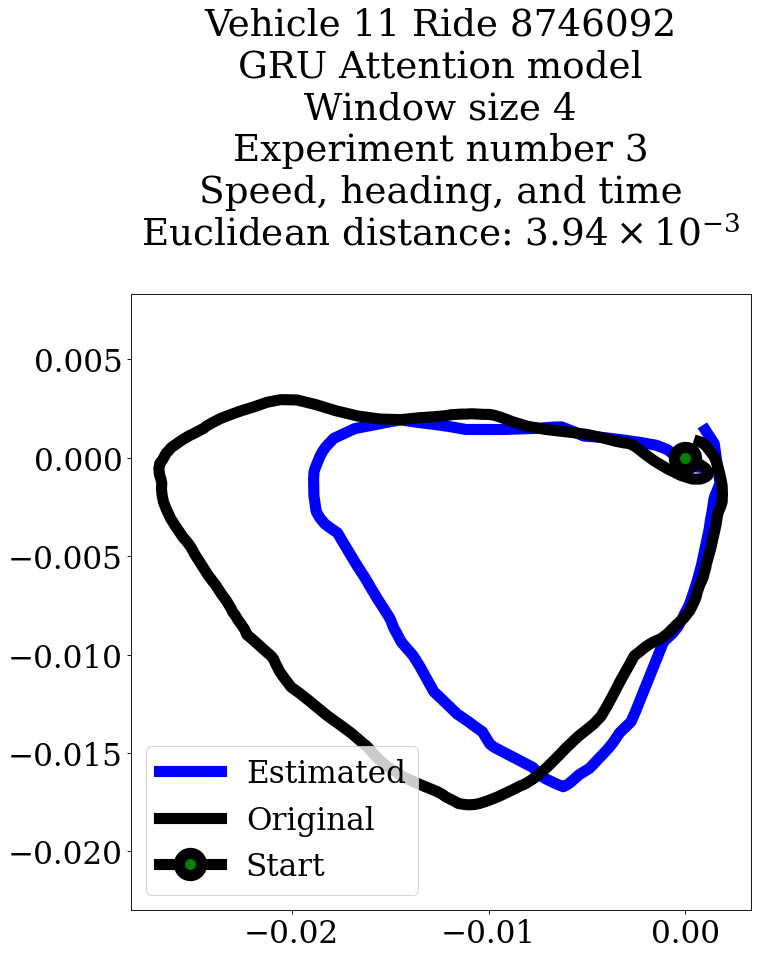 Vehicle 11 Ride 8746092
GRU Attention model
Window size 4
Experiment number 3
Speed, heading, and time
Euclidean distance: 3.94 × 10⁻³
0.005
0.000
−0.005
−0.010
−0.015
−0.020
Estimated
Original
Start
−0.02
−0.01
0.00